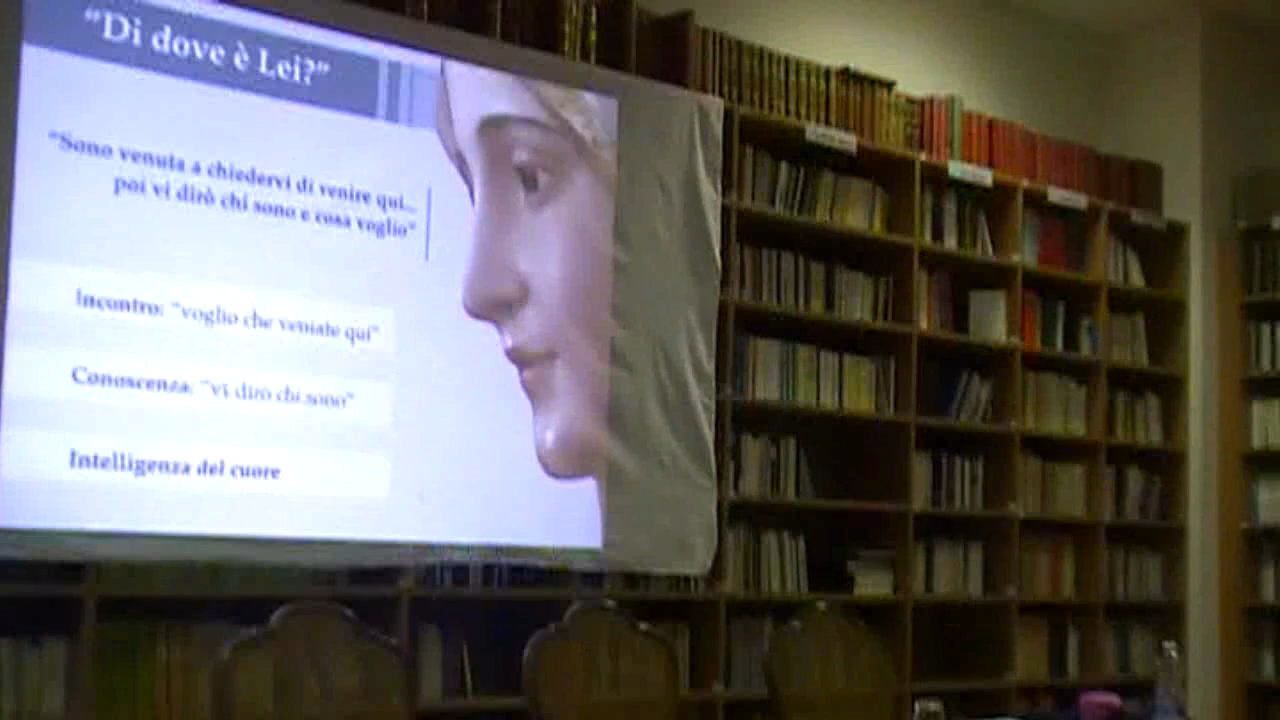 “Di dove è Lei?”
“Sono venuta a chiedervi di venire qui...
poi vi dirò chi sono e cosa voglio”
Incontro: “voglio che veniate qui”
Conoscenza: “vi dirò chi sono”
Intelligenza del cuore